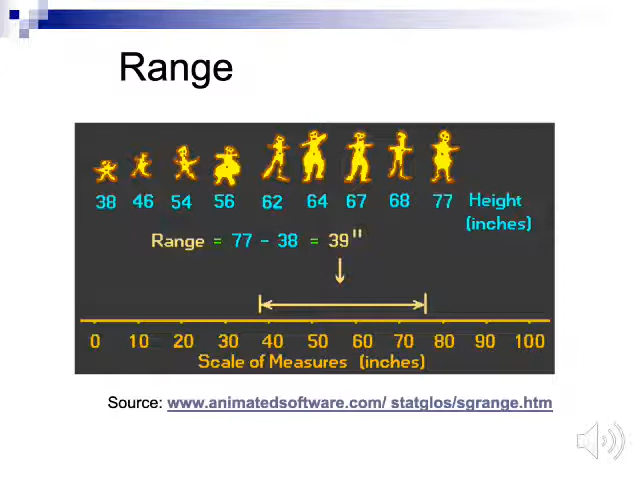 Range
38 46 54 56 62 64 67 68 77 Height
(inches)
Range = 77 - 38 = 39"
0 10 20 30 40 50 60 70 80 90 100
Scale of Measures (inches)
Source: www.animatedsoftware.com/ statglos/sgrange.htm